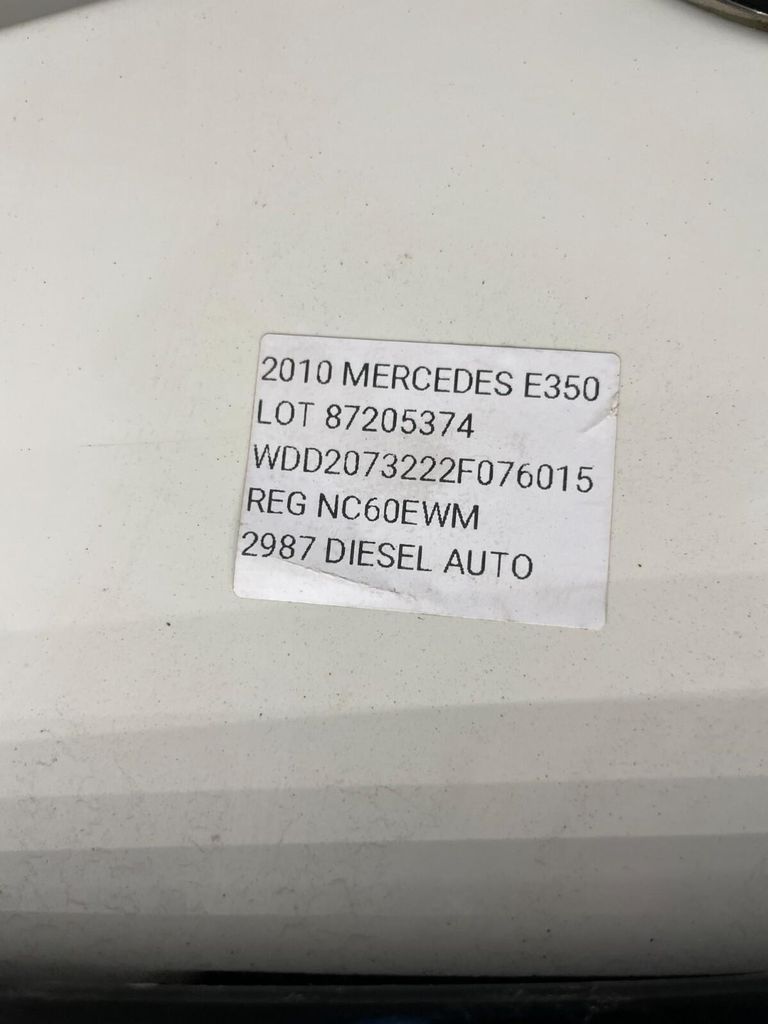 2010 MERCEDES E350
LOT 87205374
WDD2073222F076015
REG NC60EWM
2987 DIESEL AUTO